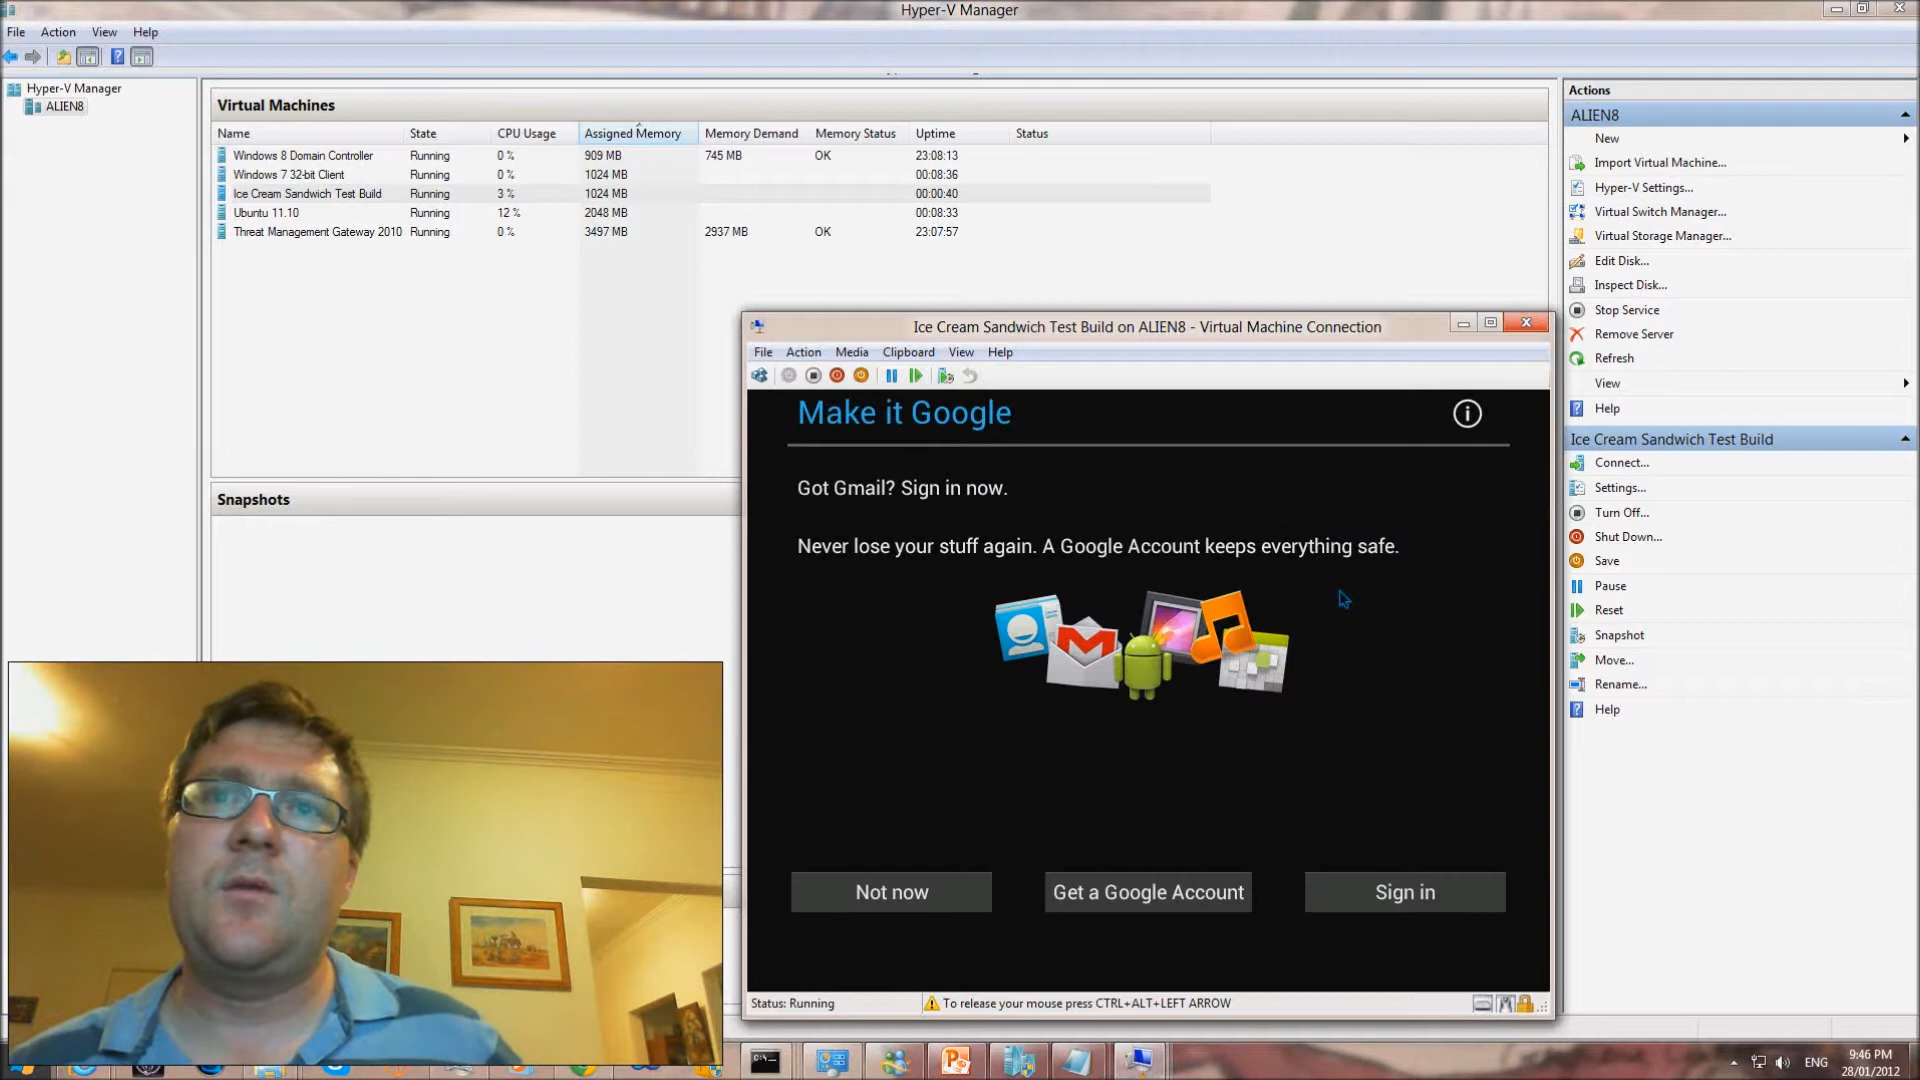 Hyper-V Manager
File Action View Help
Hyper-V Manager
ALIEN8
Virtual Machines
Name State CPU Usage Assigned Memory Memory Demand Memory Status Uptime Status
Windows 8 Domain Controller Running 0 % 909 MB 745 MB OK 23:08:13
Windows 7 32-bit Client Running 0 % 1024 MB 00:08:36
Ice Cream Sandwich Test Build Running 3 % 1024 MB 00:00:40
Ubuntu 11.10 Running 12 % 2048 MB 00:08:33
Threat Management Gateway 2010 Running 0 % 3497 MB 2937 MB OK 23:07:57
Snapshots
Ice Cream Sandwich Test Build on ALIEN8 - Virtual Machine Connection
File Action Media Clipboard View Help
Make it Google
Got Gmail? Sign in now.
Never lose your stuff again. A Google Account keeps everything safe.
Not now Get a Google Account Sign in
Status: Running To release your mouse press CTRL+ALT+LEFT ARROW
Actions
ALIEN8
New
Import Virtual Machine...
Hyper-V Settings...
Virtual Switch Manager...
Virtual Storage Manager...
Edit Disk...
Inspect Disk...
Stop Service
Remove Server
Refresh
View
Help
Ice Cream Sandwich Test Build
Connect...
Settings...
Turn Off...
Shut Down...
Save
Pause
Reset
Snapshot
Move...
Rename...
Help
ENG
9:46 PM
28/01/2012